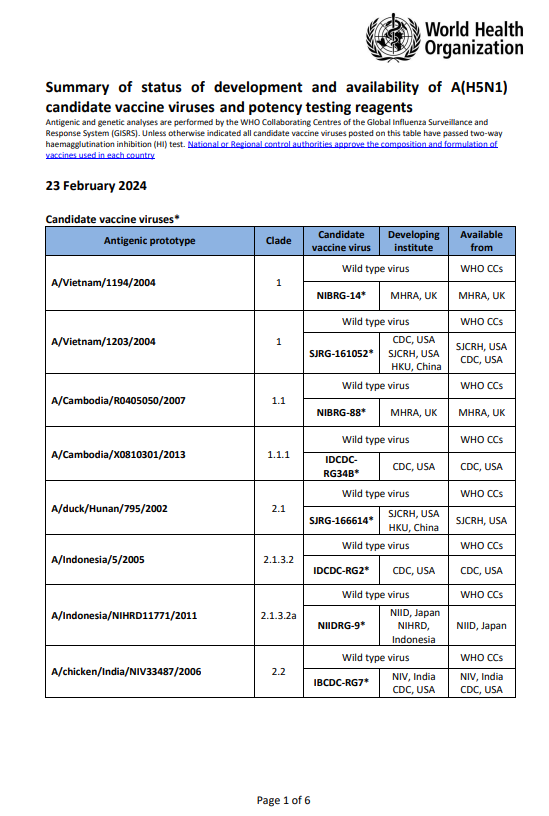 World Health
Organization
Summary of status of development and availability of A(H5N1)
candidate vaccine viruses and potency testing reagents
Antigenic and genetic analyses are performed by the WHO Collaborating Centres of the Global Influenza Surveillance and
Response System (GISRS). Unless otherwise indicated all candidate vaccine viruses posted on this table have passed two-way
haemagglutination inhibition (HI) test. National or Regional control authorities approve the composition and formulation of
vaccines used in each country
23 February 2024
Candidate vaccine viruses*
Antigenic prototype Clade Candidate vaccine virus Developing institute Available from
A/Vietnam/1194/2004 1 Wild type virus WHO CCs
NIBRG-14* MHRA, UK MHRA, UK
A/Vietnam/1203/2004 1 Wild type virus WHO CCs
SJRG-161052* CDC, USA SJCRH, USA HKU, China SJCRH, USA CDC, USA
A/Cambodia/R0405050/2007 1.1 Wild type virus WHO CCs
NIBRG-88* MHRA, UK MHRA, UK
A/Cambodia/X0810301/2013 1.1.1 Wild type virus WHO CCs
IDCDC-RG34B* CDC, USA CDC, USA
A/duck/Hunan/795/2002 2.1 Wild type virus WHO CCs
SJRG-166614* SJCRH, USA HKU, China SJCRH, USA
A/Indonesia/5/2005 2.1.3.2 Wild type virus WHO CCs
IDCDC-RG2* CDC, USA CDC, USA
A/Indonesia/NIHRD11771/2011 2.1.3.2a Wild type virus WHO CCs
NIIDRG-9* NIID, Japan NIHRD, Indonesia NIID, Japan
A/chicken/India/NIV33487/2006 2.2 Wild type virus WHO CCs
IBCDC-RG7* NIV, India CDC, USA NIV, India CDC, USA
Page 1 of 6